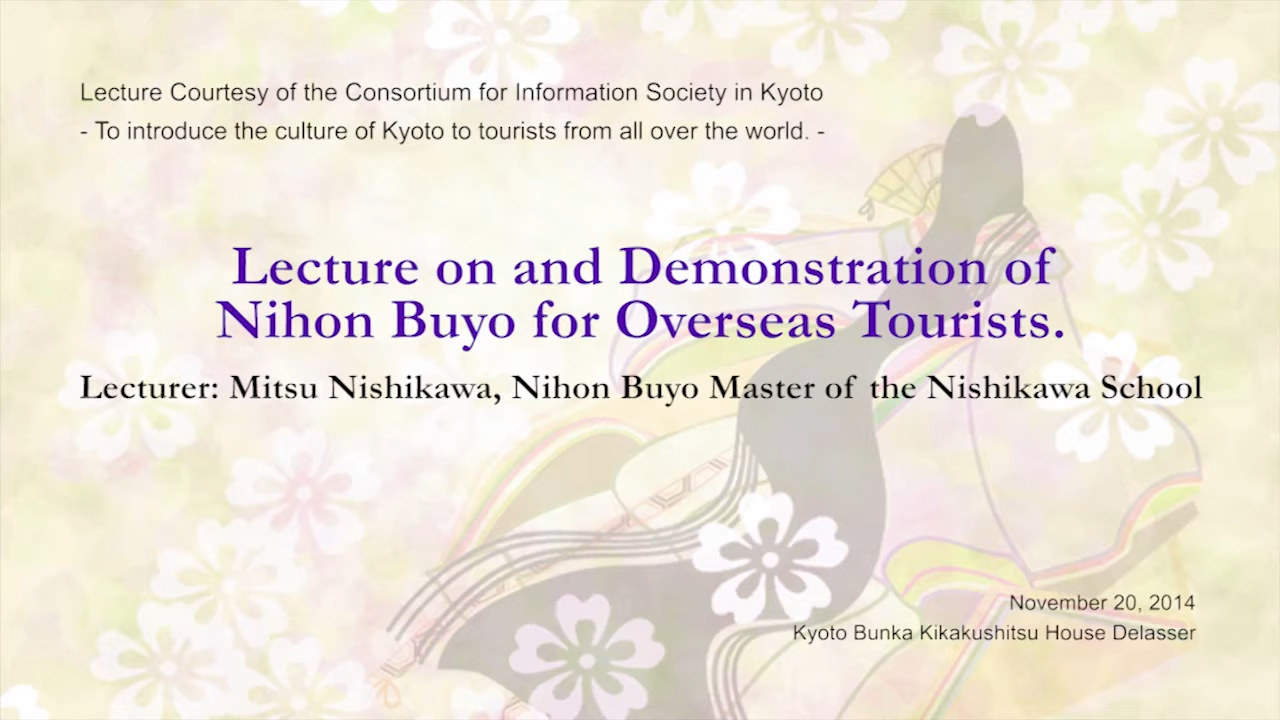 Lecture Courtesy of the Consortium for Information Society in Kyoto
- To introduce the culture of Kyoto to tourists from all over the world. -
Lecture on and Demonstration of
Nihon Buyo for Overseas Tourists.
Lecturer: Mitsu Nishikawa, Nihon Buyo Master of the Nishikawa School
November 20, 2014
Kyoto Bunka Kikakushitsu House Delasser